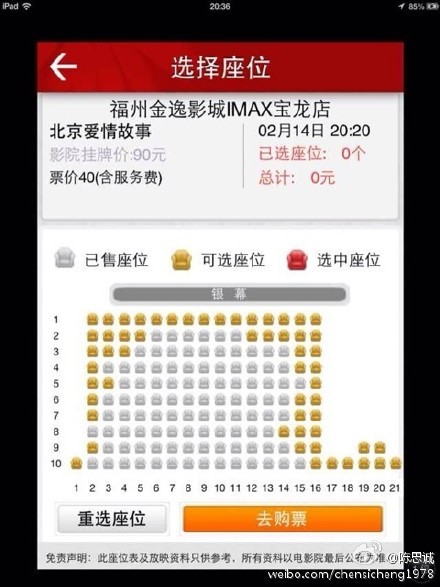 iPad 20:36 85%
选择座位
福州金逸影城IMAX宝龙店
北京爱情故事 02月14日 20:20
影院挂牌价:90元 已选座位: 0个
票价40(含服务费) 总计: 0元
已售座位 可选座位 选中座位
银幕
1
2
3
4
5
6
7
8
9
10
1 2 3 4 5 6 7 8 9 10 11 12 13 14 15 16 17 18 19 20 21
重选座位 去购票
免责声明：此座位表及放映资料只供参考，所有资料以电影院最后公布为准
@陈思诚
weibo.com/chensicheng1978